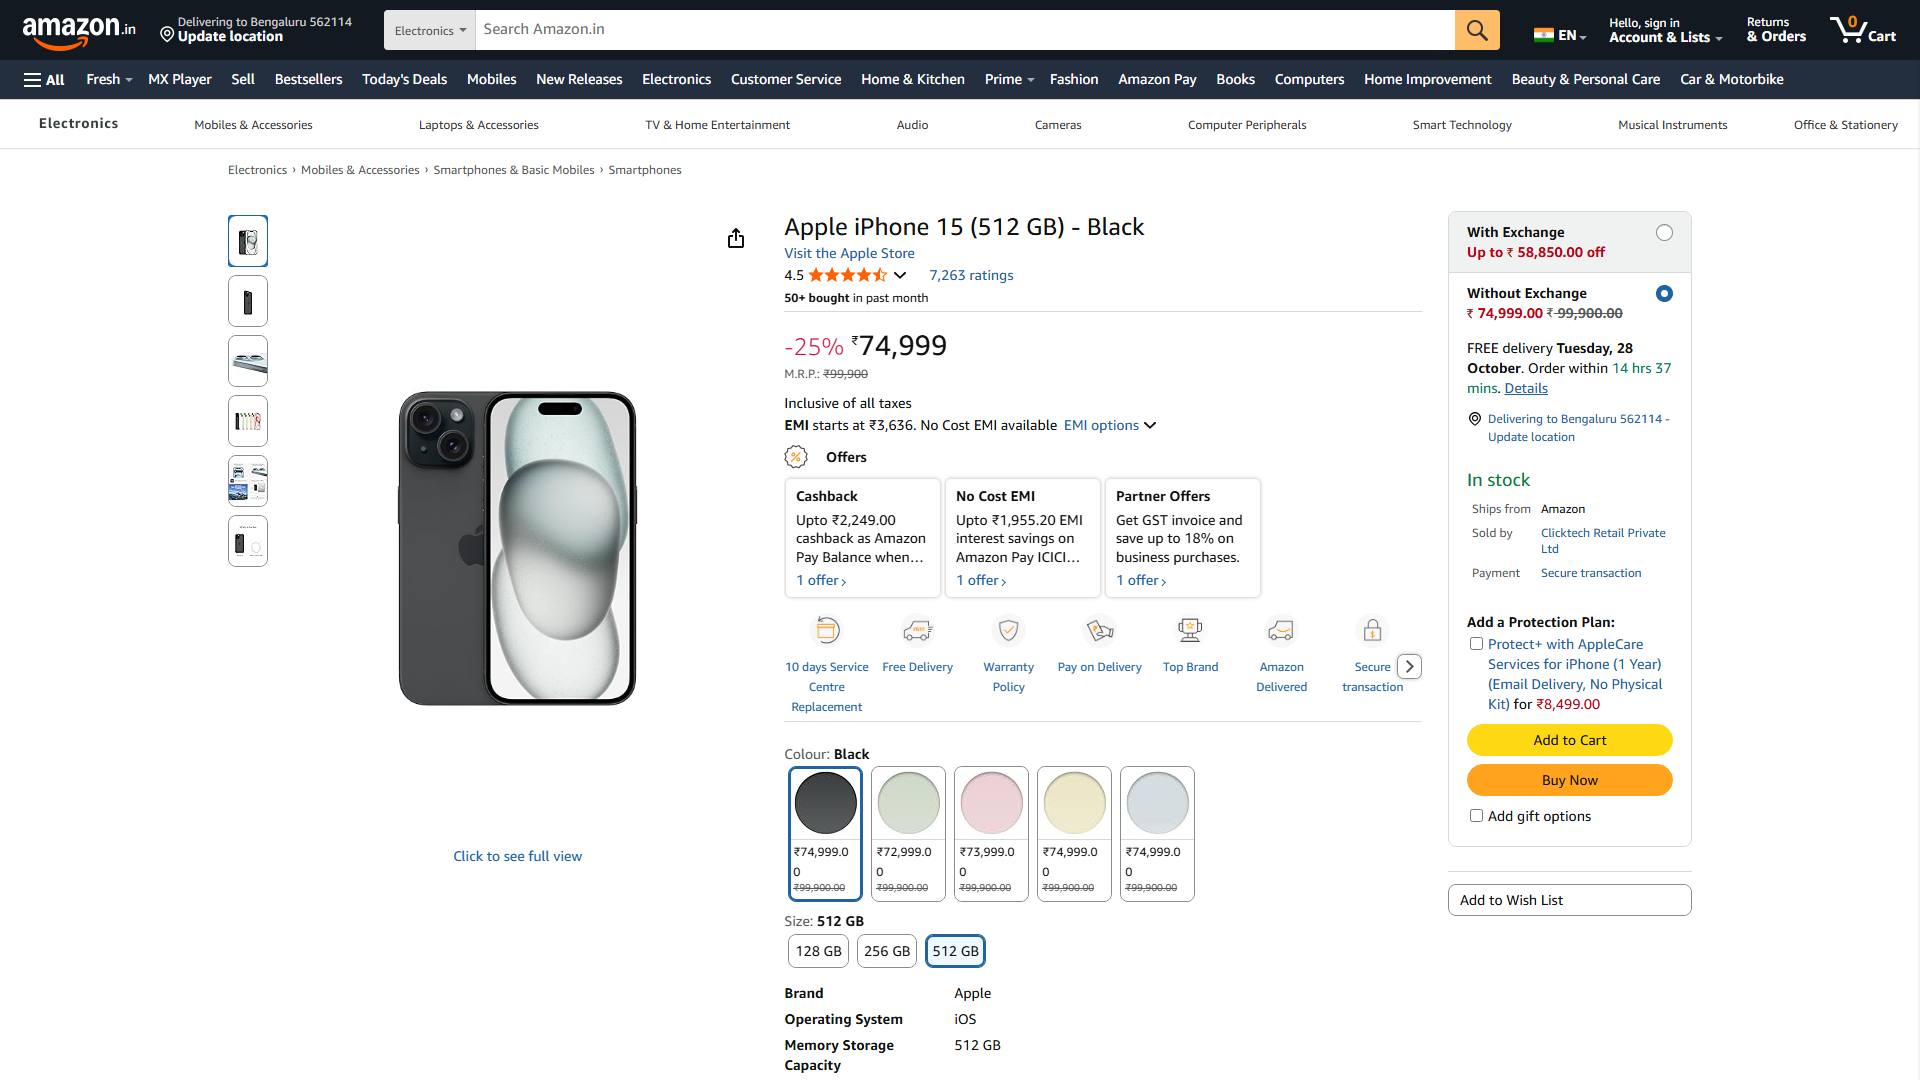 amazon.in
Delivering to Bengaluru 562114
Update location
Electronics
Search Amazon.in
EN
Hello, sign in
Account & Lists
Returns
& Orders
0
Cart
All
Fresh
MX Player
Sell
Bestsellers
Today's Deals
Mobiles
New Releases
Electronics
Customer Service
Home & Kitchen
Prime
Fashion
Amazon Pay
Books
Computers
Home Improvement
Beauty & Personal Care
Car & Motorbike
Electronics
Mobiles & Accessories
Laptops & Accessories
TV & Home Entertainment
Audio
Cameras
Computer Peripherals
Smart Technology
Musical Instruments
Office & Stationery
Electronics › Mobiles & Accessories › Smartphones & Basic Mobiles › Smartphones
Click to see full view
Apple iPhone 15 (512 GB) - Black
Visit the Apple Store
4.5
7,263 ratings
50+ bought in past month
-25% ₹74,999
M.R.P.: ₹99,900
Inclusive of all taxes
EMI starts at ₹3,636. No Cost EMI available EMI options
Offers
Cashback
Upto ₹2,249.00
cashback as Amazon
Pay Balance when…
1 offer ›
No Cost EMI
Upto ₹1,955.20 EMI
interest savings on
Amazon Pay ICICI…
1 offer ›
Partner Offers
Get GST invoice and
save up to 18% on
business purchases.
1 offer ›
10 days Service
Centre
Replacement
FREE
Free Delivery
Warranty
Policy
Pay on Delivery
Top Brand
Amazon
Delivered
Secure
transaction
Colour: Black
₹74,999.0
0
₹99,900.00
₹72,999.0
0
₹99,900.00
₹73,999.0
0
₹99,900.00
₹74,999.0
0
₹99,900.00
₹74,999.0
0
₹99,900.00
Size: 512 GB
128 GB
256 GB
512 GB
Brand Apple
Operating System iOS
Memory Storage
Capacity
512 GB
With Exchange
Up to ₹ 58,850.00 off
Without Exchange
₹ 74,999.00 ₹ 99,900.00
FREE delivery Tuesday, 28
October. Order within 14 hrs 37
mins. Details
Delivering to Bengaluru 562114 -
Update location
In stock
Ships from Amazon
Sold by Clicktech Retail Private
Ltd
Payment Secure transaction
Add a Protection Plan:
Protect+ with AppleCare
Services for iPhone (1 Year)
(Email Delivery, No Physical
Kit) for ₹8,499.00
Add to Cart
Buy Now
Add gift options
Add to Wish List